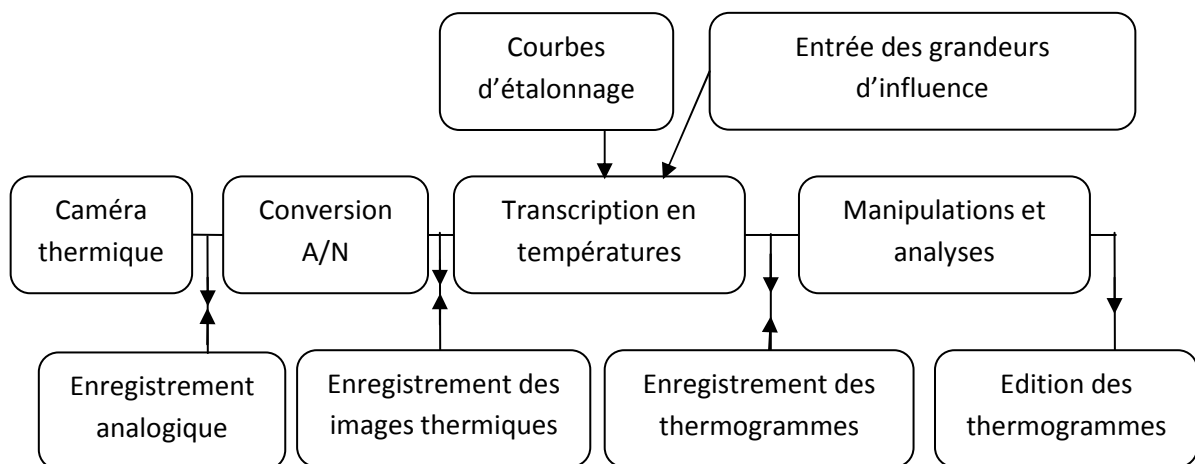 Courbes
d’étalonnage
Entrée des grandeurs
d’influence
Caméra
thermique
Conversion
A/N
Transcription en
températures
Manipulations et
analyses
Enregistrement
analogique
Enregistrement des
images thermiques
Enregistrement des
thermogrammes
Edition des
thermogrammes